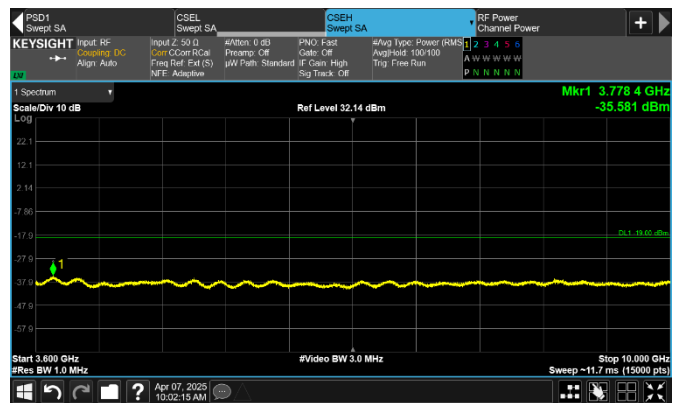 PSD1
Swept SA
CSEL
Swept SA
CSEH
Swept SA
RF Power
Channel Power
KEYSIGHT
Input: RF
Coupling: DC
Align: Auto
Input Z: 50 Ω
Corr CCorr RCal
Freq Ref: Ext (S)
NFE: Adaptive
#Atten: 0 dB
Preamp: Off
µW Path: Standard
PNO: Fast
Gate: Off
IF Gain: High
Sig Track: Off
#Avg Type: Power (RMS
Avg|Hold: 100/100
Trig: Free Run
1 2 3 4 5 6
A W W W W W
P N N N N N
LXI
1 Spectrum
Mkr1 3.778 4 GHz
Scale/Div 10 dB
Ref Level 32.14 dBm
-35.581 dBm
Log
22.1
12.1
2.14
-7.86
-17.9
DL1 -19.00 dBm
-27.9
1
-37.9
-47.9
-57.9
Start 3.600 GHz
#Video BW 3.0 MHz
Stop 10.000 GHz
#Res BW 1.0 MHz
Sweep ~11.7 ms (15000 pts)
?
Apr 07, 2025
10:02:15 AM